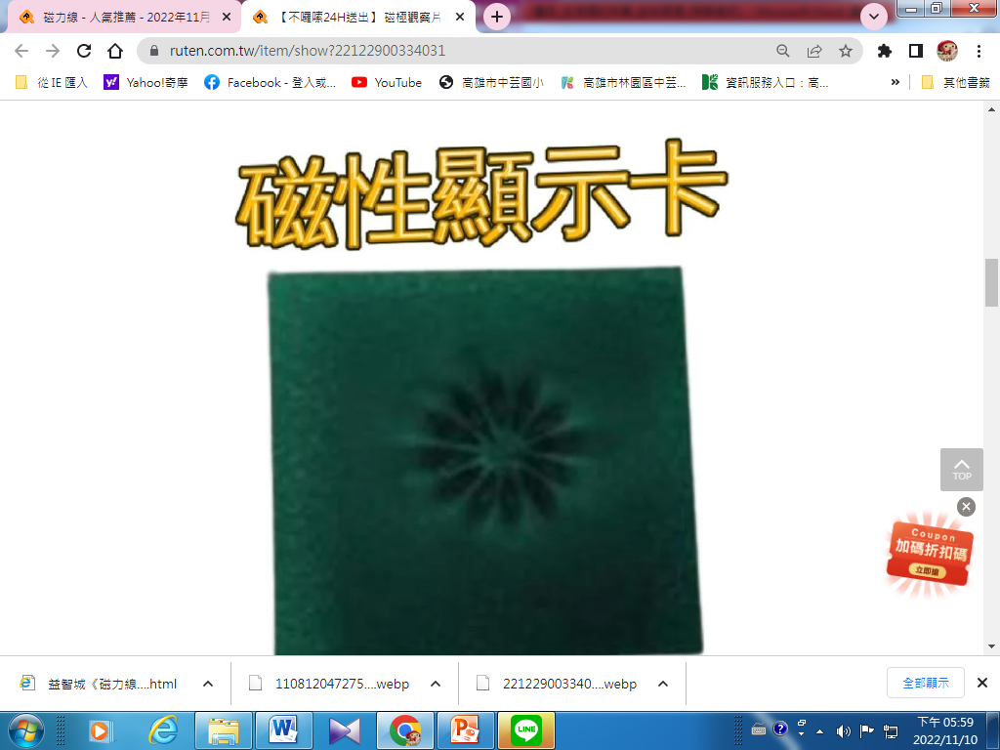 磁力線 - 人氣推薦 - 2022年11月
【不囉嗦24H送出】磁極觀察片
ruten.com.tw/item/show?22122900334031
從 IE 匯入
Yahoo!奇摩
Facebook - 登入或...
YouTube
高雄市中芸國小
高雄市林園區中芸...
資訊服務入口：高...
»
其他書籤
磁性顯示卡
TOP
Coupon
加碼折扣碼
立即搶
益智城《磁力線....html
110812047275....webp
221229003340....webp
全部顯示
LINE
下午 05:59
2022/11/10